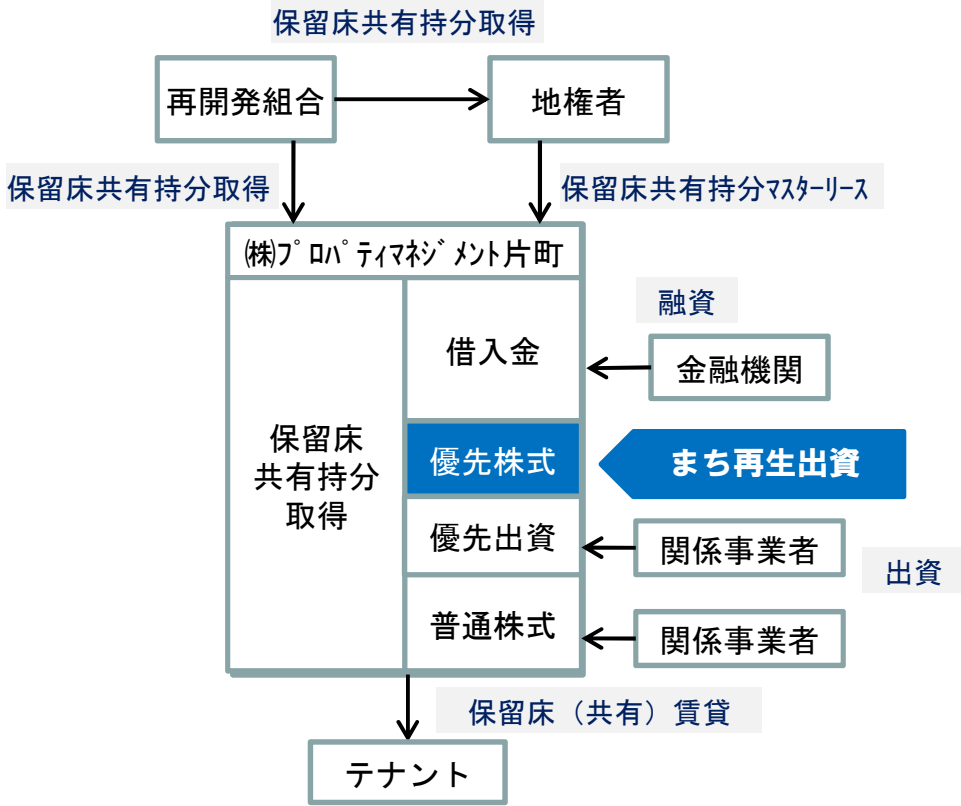 保留床共有持分取得
再開発組合
地権者
保留床共有持分取得
保留床共有持分ﾏｽﾀｰﾘｰｽ
㈱ﾌﾟﾛﾊﾟﾃｨﾏﾈｼﾞﾒﾝﾄ片町
融資
借入金
金融機関
保留床
共有持分
取得
優先株式
まち再生出資
優先出資
関係事業者
出資
普通株式
関係事業者
保留床（共有）賃貸
テナント